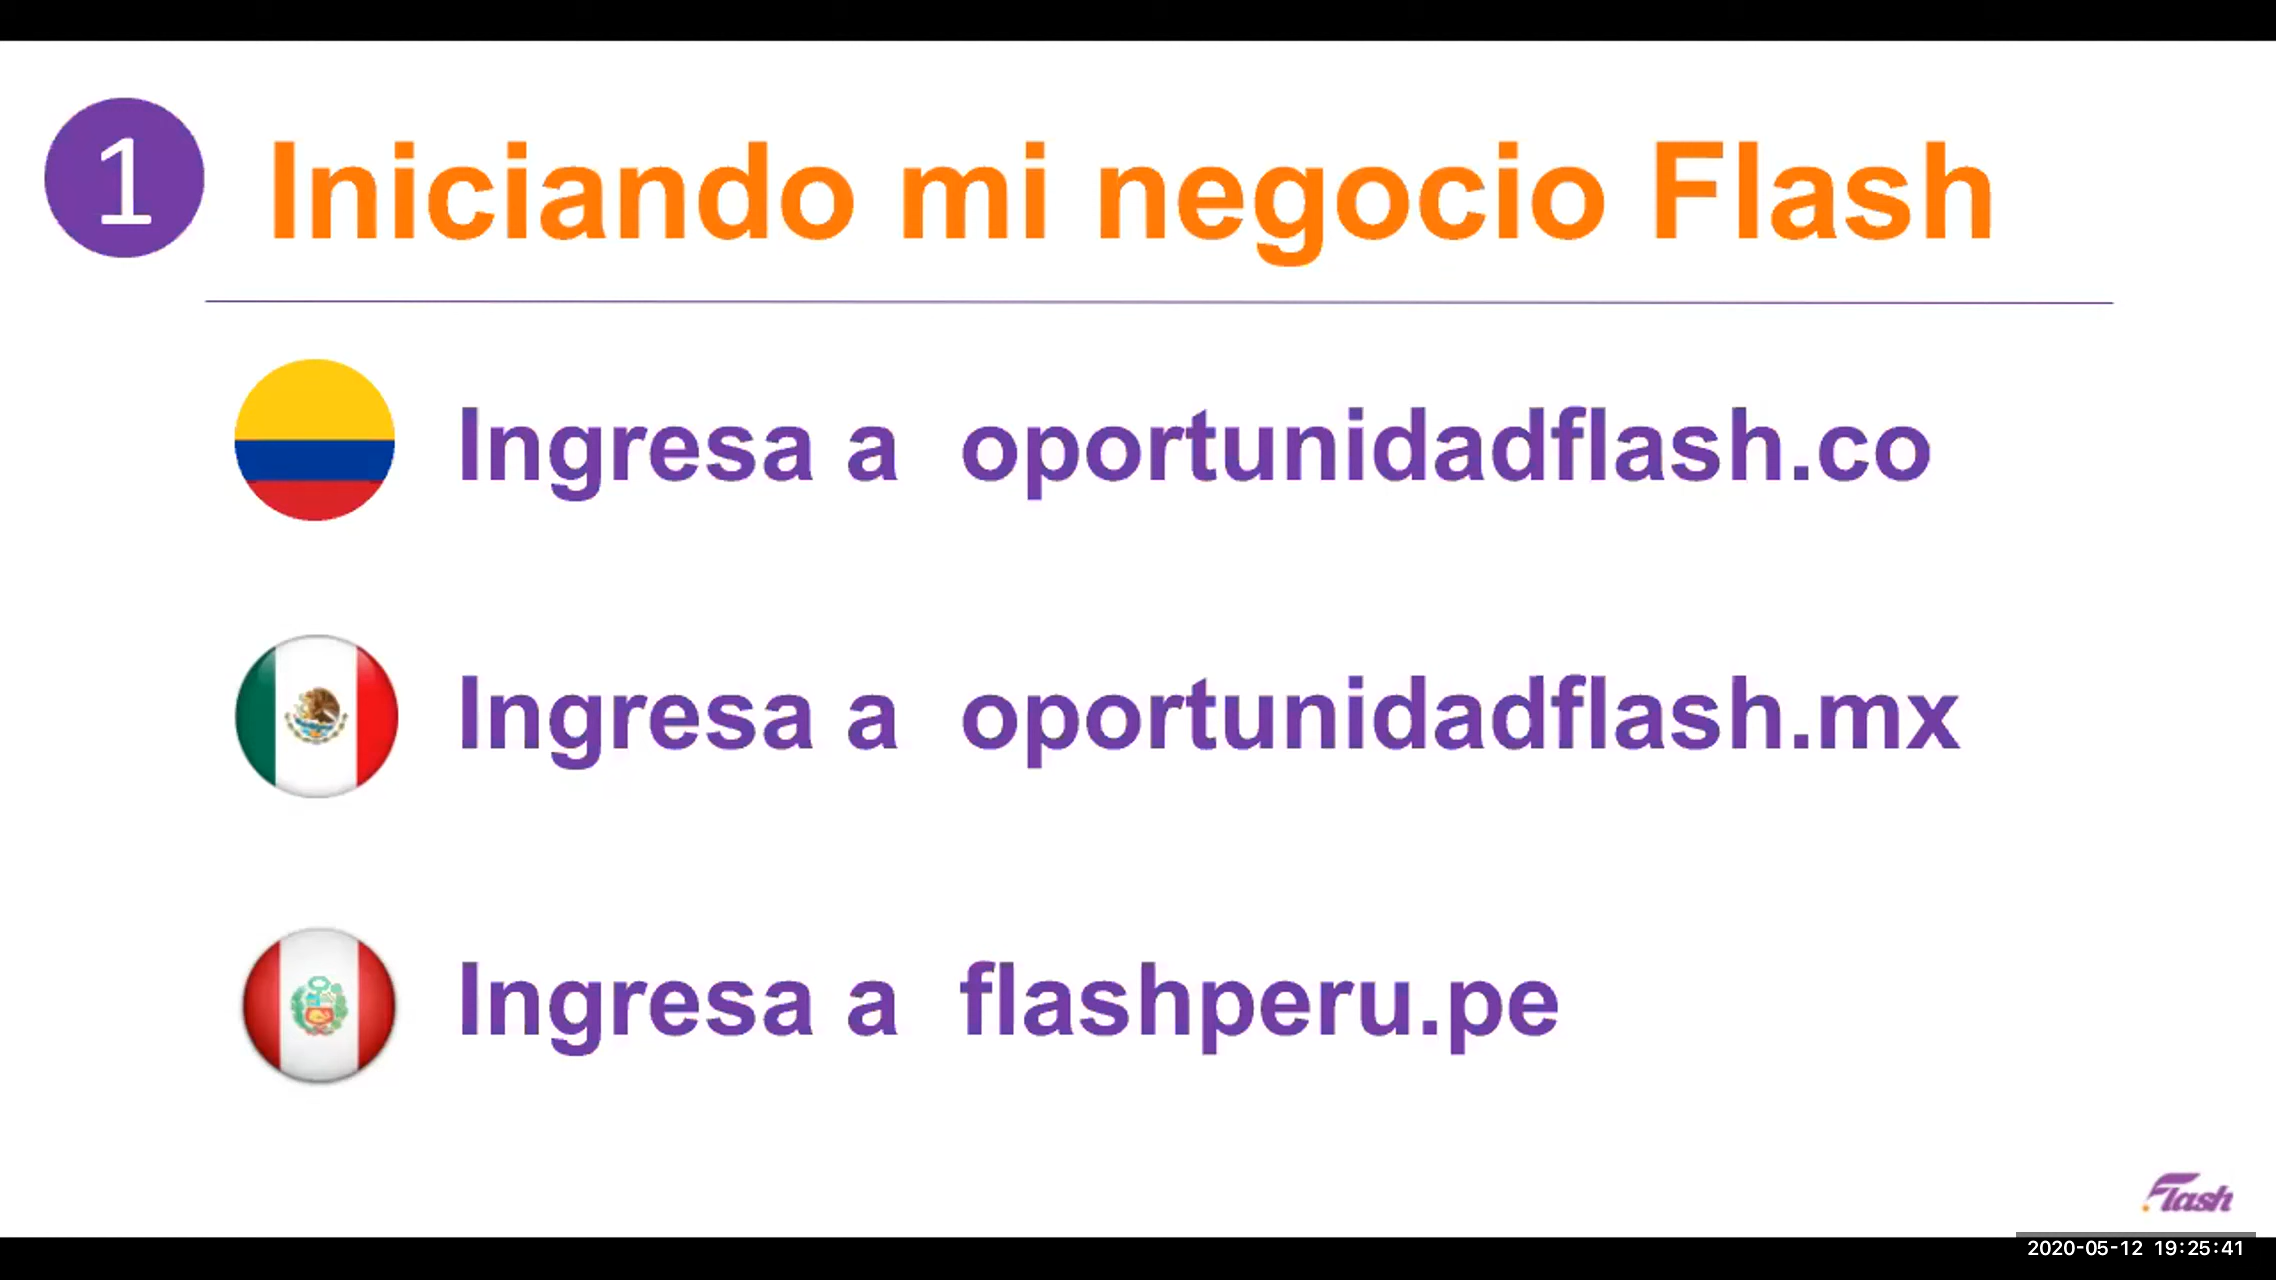 1
Iniciando mi negocio Flash
Ingresa a oportunidadflash.co
Ingresa a oportunidadflash.mx
Ingresa a flashperu.pe
Flash
2020-05-12 19:25:41